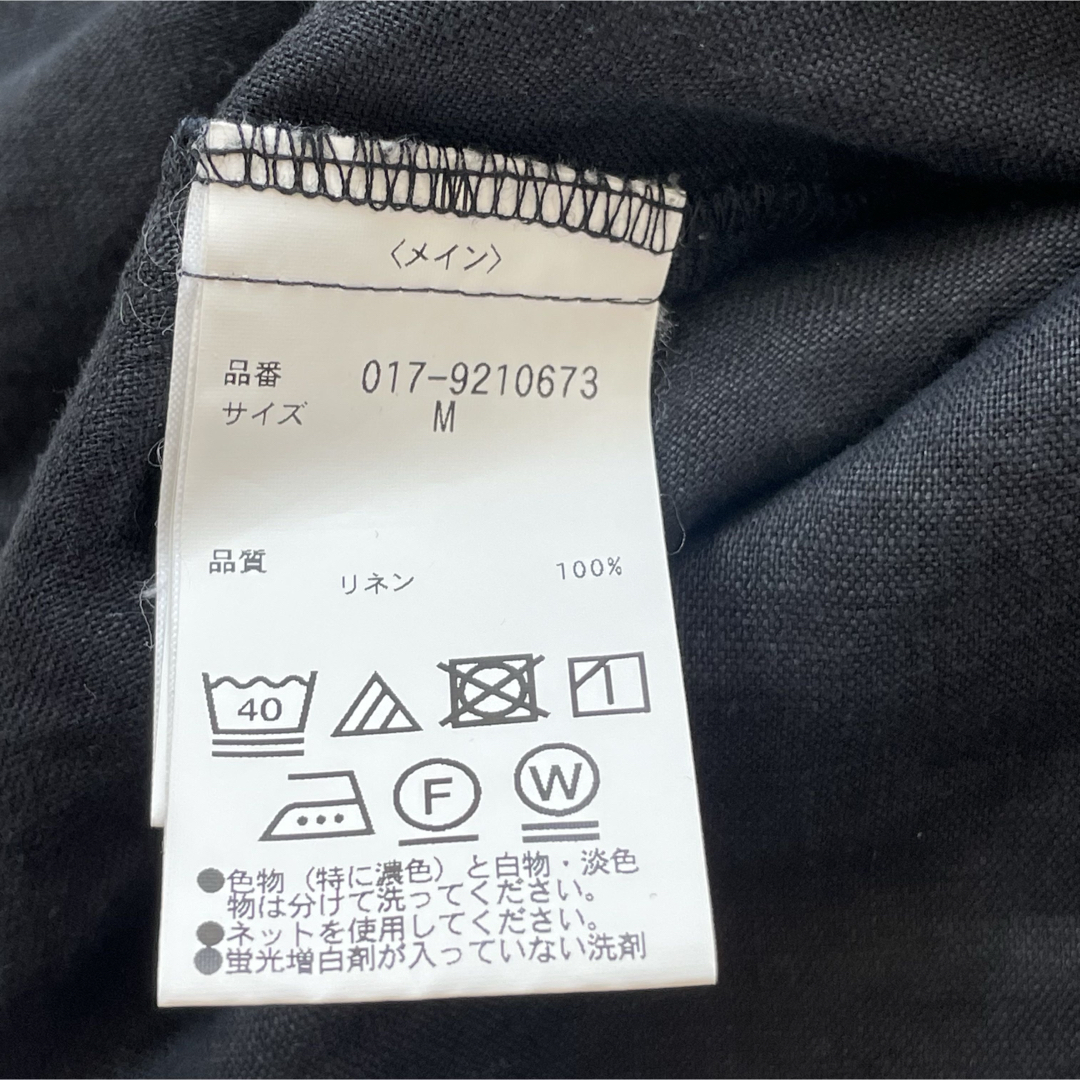 〈メイン〉
品番 017-9210673
サイズ M
品質
リネン 100%
40
F W
●色物（特に濃色）と白物・淡色
物は分けて洗ってください。
●ネットを使用してください。
●蛍光増白剤が入っていない洗剤